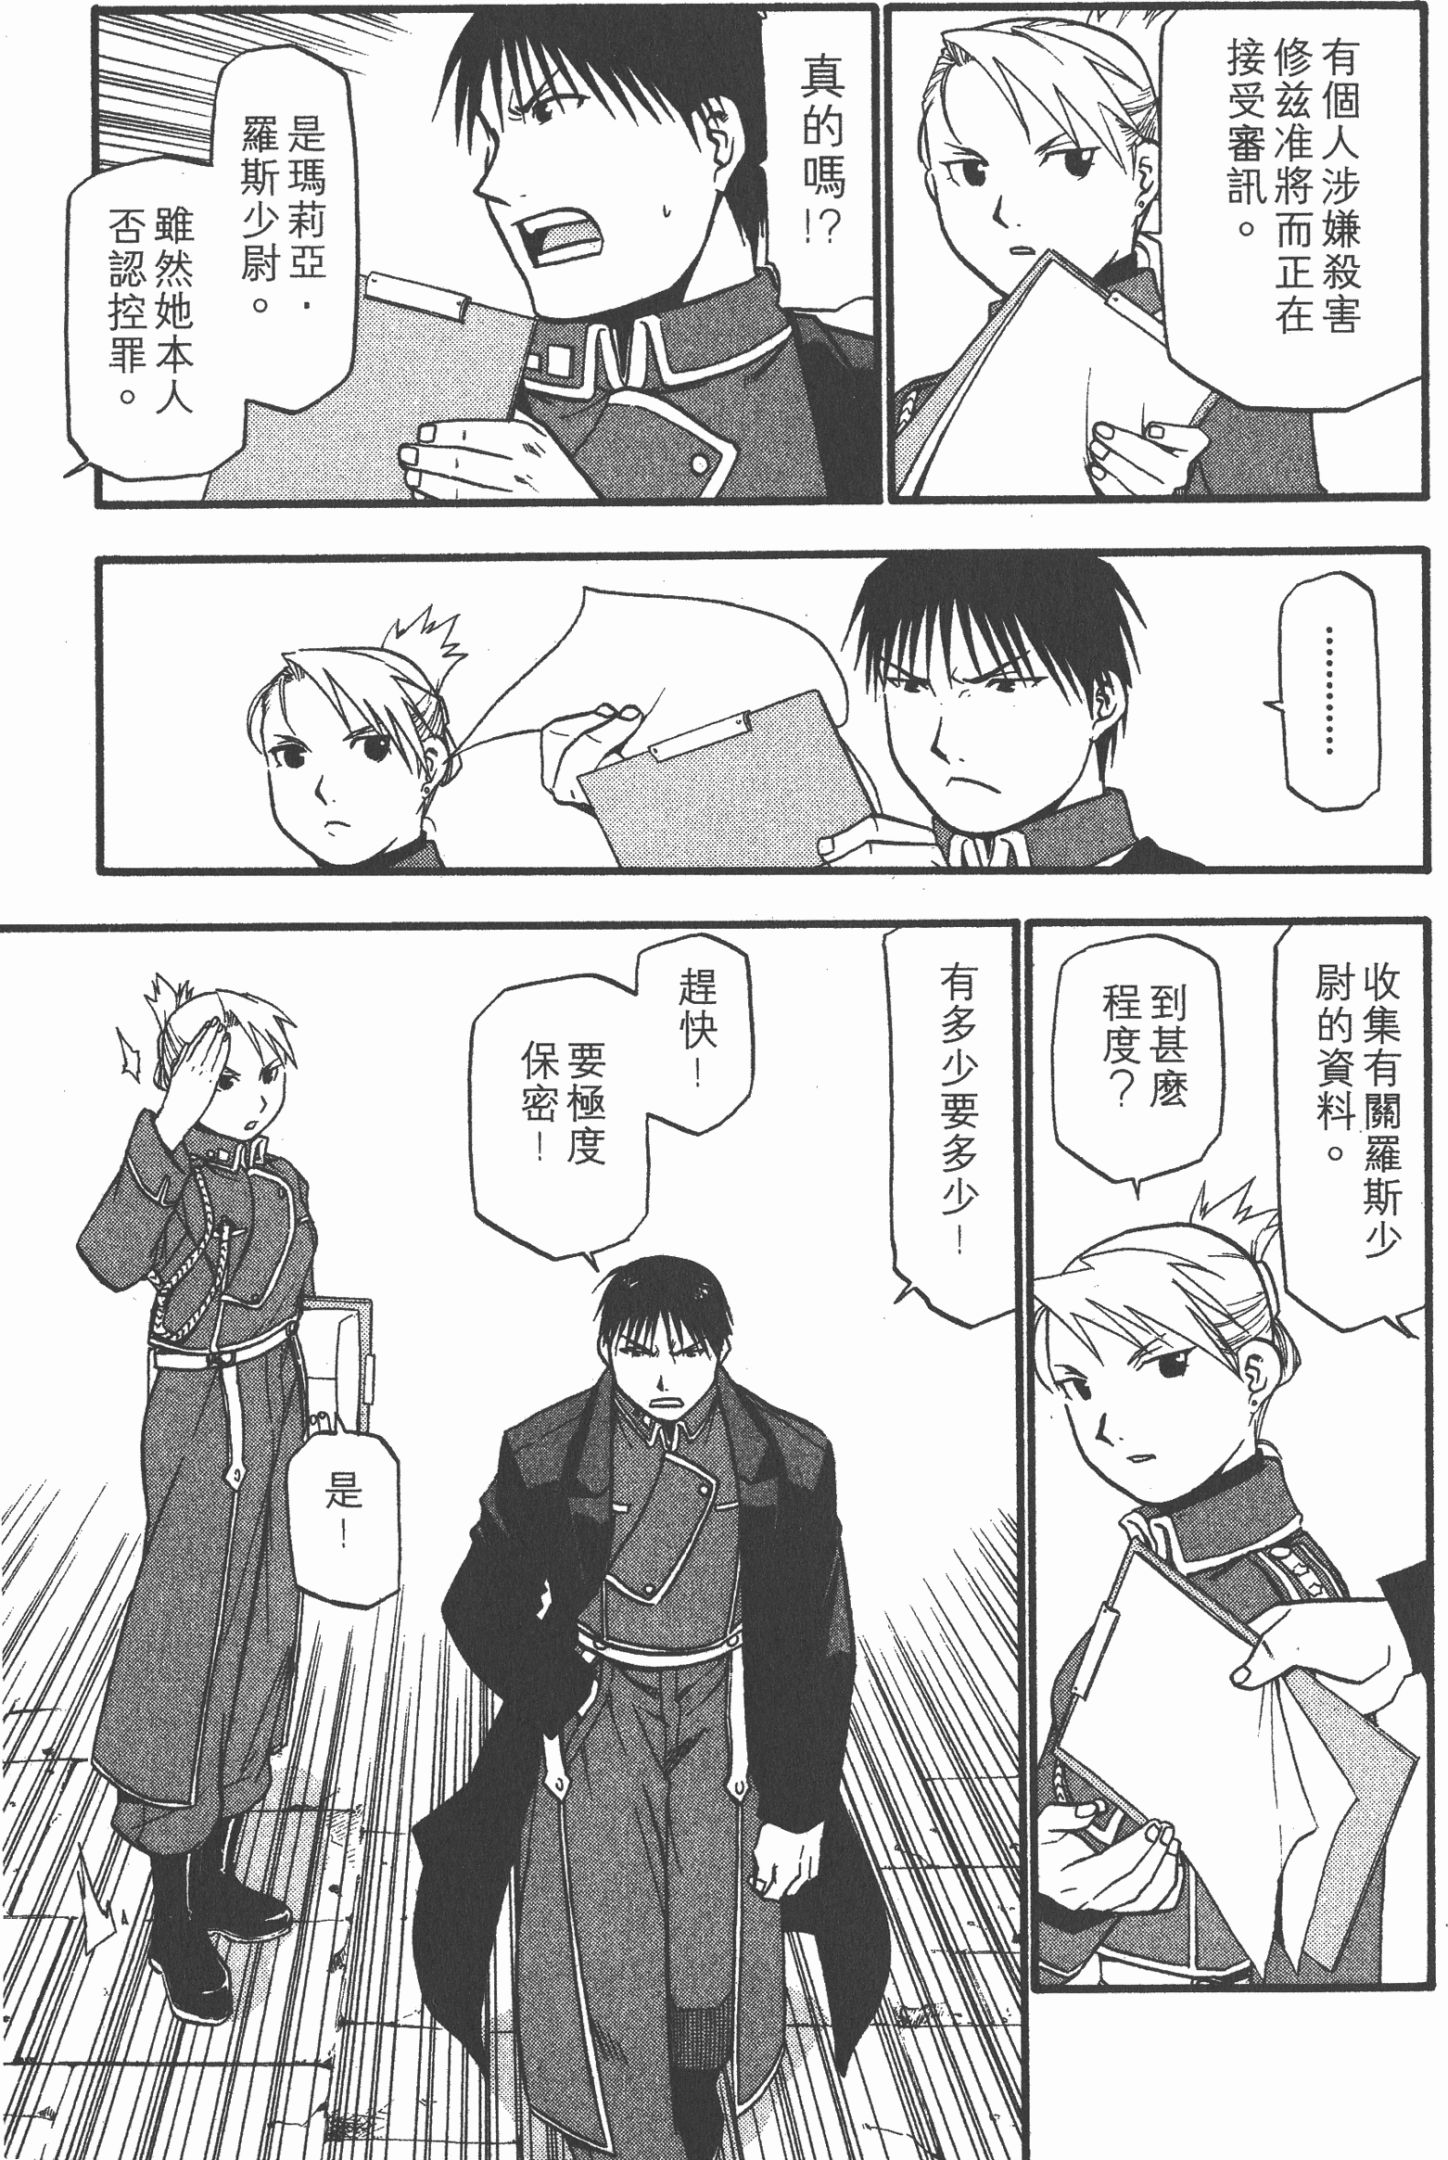 有個人涉嫌殺害
修茲准將而正在
接受審訊。
真的嗎!?
是瑪莉亞．
羅斯少尉。
雖然她本人
否認控罪。
…………
收集有關羅斯少
尉的資料。
到甚麼
程度？
有多少要多少！
趕快！
要極度
保密！
是！